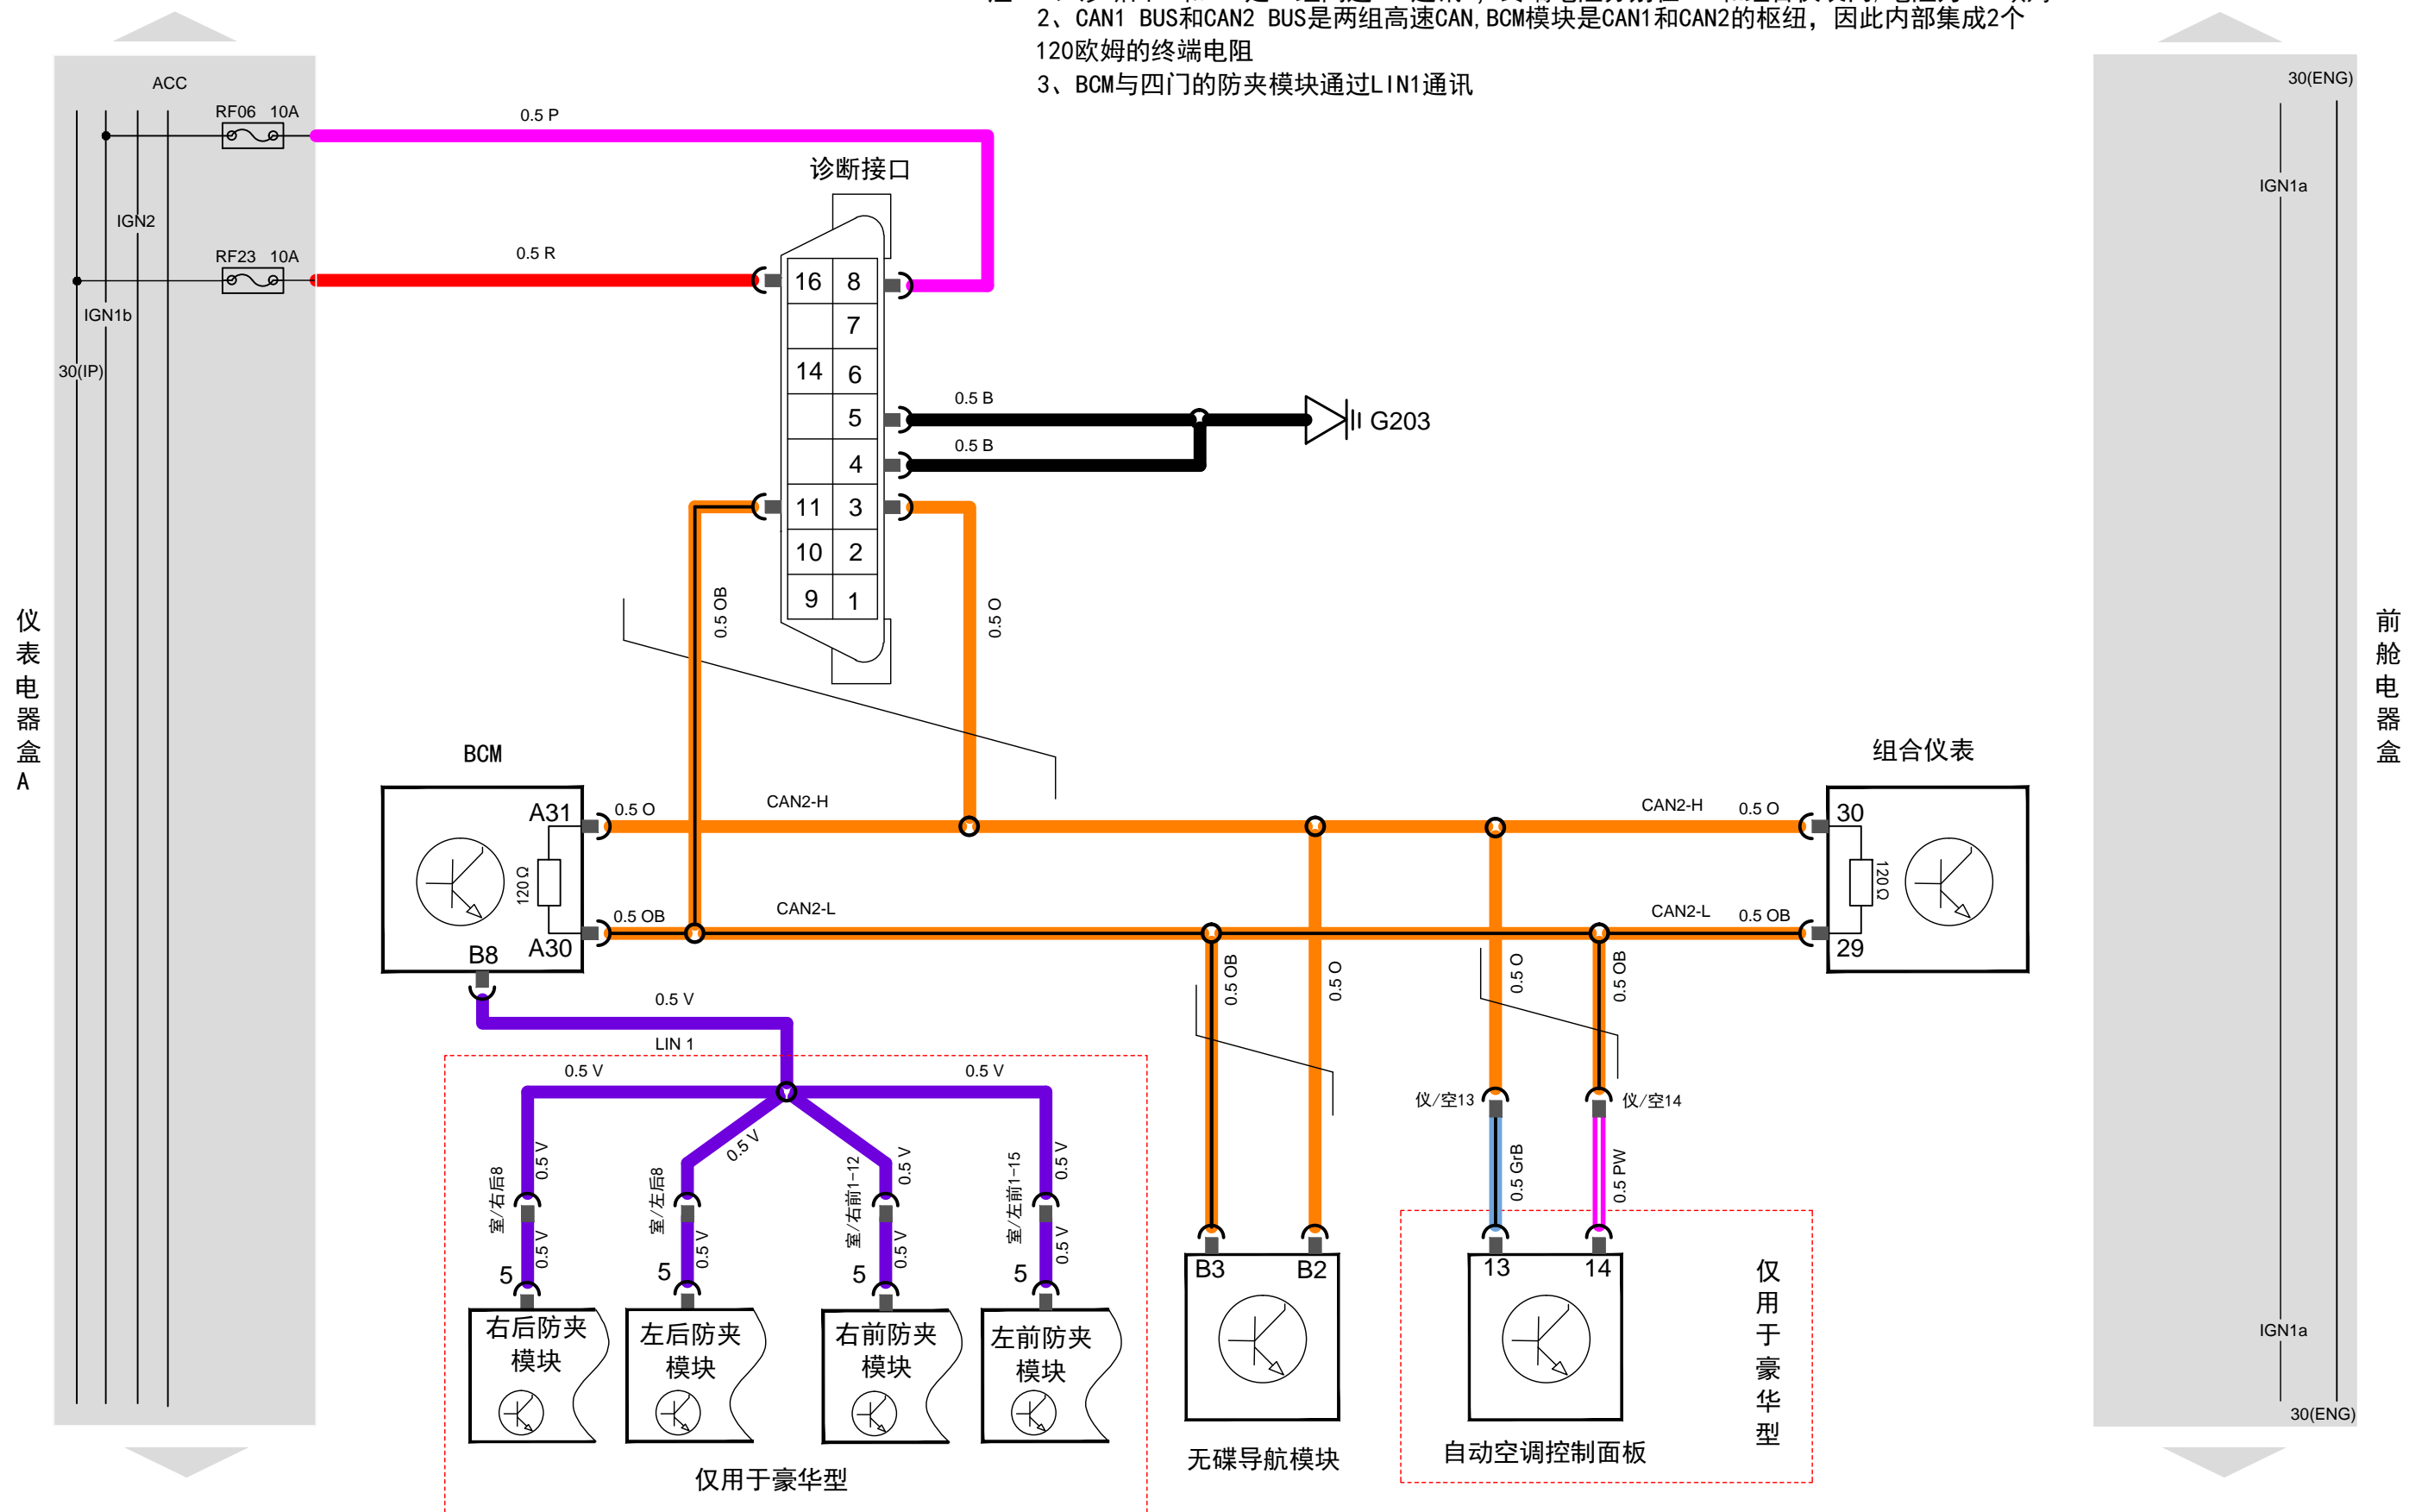 2、CAN1 BUS和CAN2 BUS是两组高速CAN,BCM模块是CAN1和CAN2的枢纽，因此内部集成2个
120欧姆的终端电阻
3、BCM与四门的防夹模块通过LIN1通讯
ACC
RF06 10A
0.5 P
诊断接口
IGN2
RF23 10A
0.5 R
IGN1b
30(IP)
16 8
7
14 6
5
4
11 3
10 2
9 1
0.5 B
0.5 B
G203
30(ENG)
IGN1a
仪表电器盒A
前舱电器盒
0.5 OB
0.5 O
BCM
组合仪表
A31
0.5 O
CAN2-H
CAN2-H
0.5 O
30
120Ω
120Ω
A30
0.5 OB
CAN2-L
CAN2-L
0.5 OB
29
B8
0.5 V
LIN 1
0.5 V
0.5 V
0.5 OB
0.5 O
0.5 O
0.5 OB
仪/空13
仪/空14
0.5 V
0.5 V
0.5 V
0.5 V
室/右后8
室/左后8
室/右前1-12
室/左前1-15
0.5 V
0.5 V
0.5 V
0.5 V
0.5 GrB
0.5 PW
5
5
5
5
B3
B2
13
14
右后防夹
模块
左后防夹
模块
右前防夹
模块
左前防夹
模块
仅用于豪华型
无碟导航模块
自动空调控制面板
仅用于豪华型
IGN1a
30(ENG)